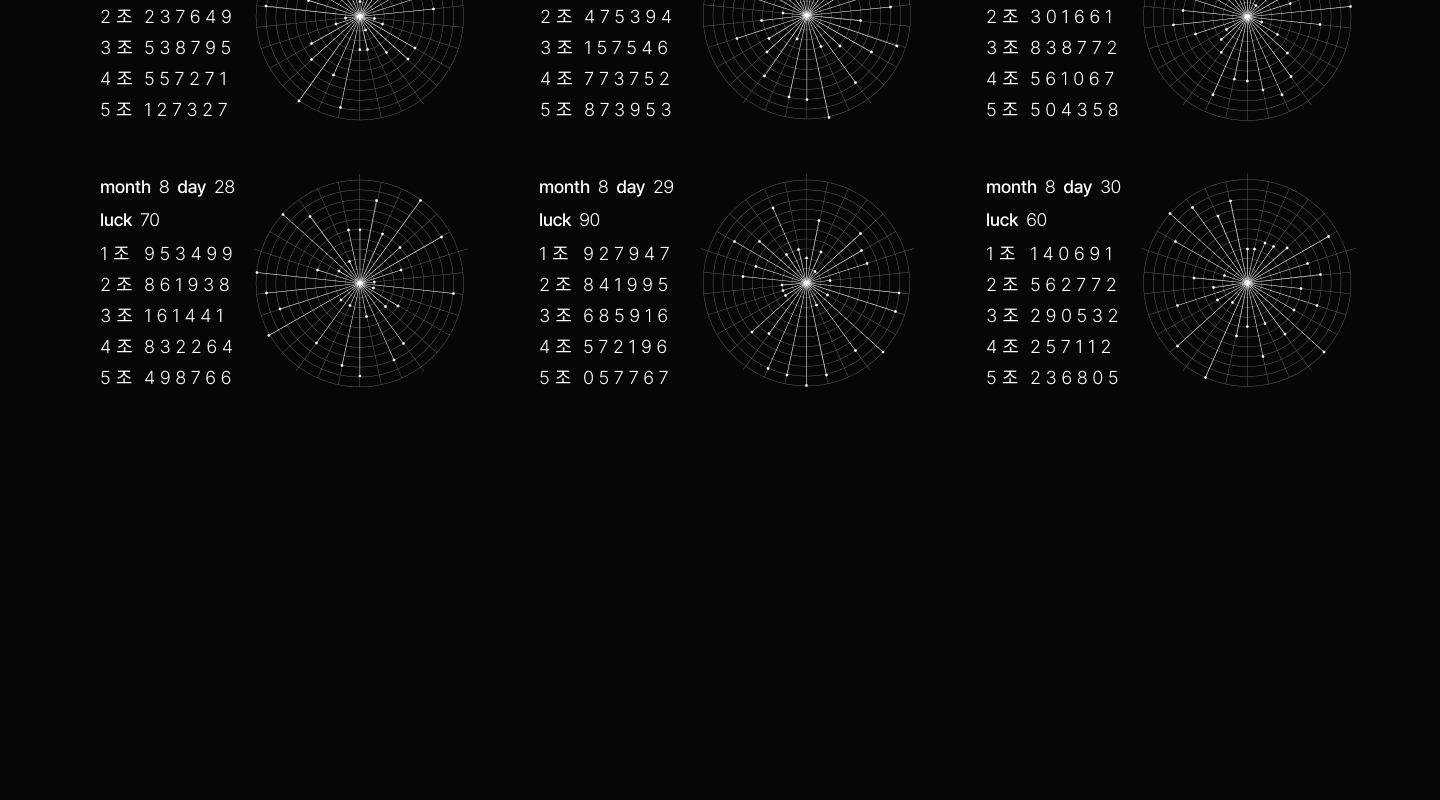 2조 237649
3조 538795
4조 557271
5조 127327
2조 475394
3조 157546
4조 773752
5조 873953
2조 301661
3조 838772
4조 561067
5조 504358
month 8 day 28
luck 70
1조 953499
2조 861938
3조 161441
4조 832264
5조 498766
month 8 day 29
luck 90
1조 927947
2조 841995
3조 685916
4조 572196
5조 057767
month 8 day 30
luck 60
1조 140691
2조 562772
3조 290532
4조 257112
5조 236805